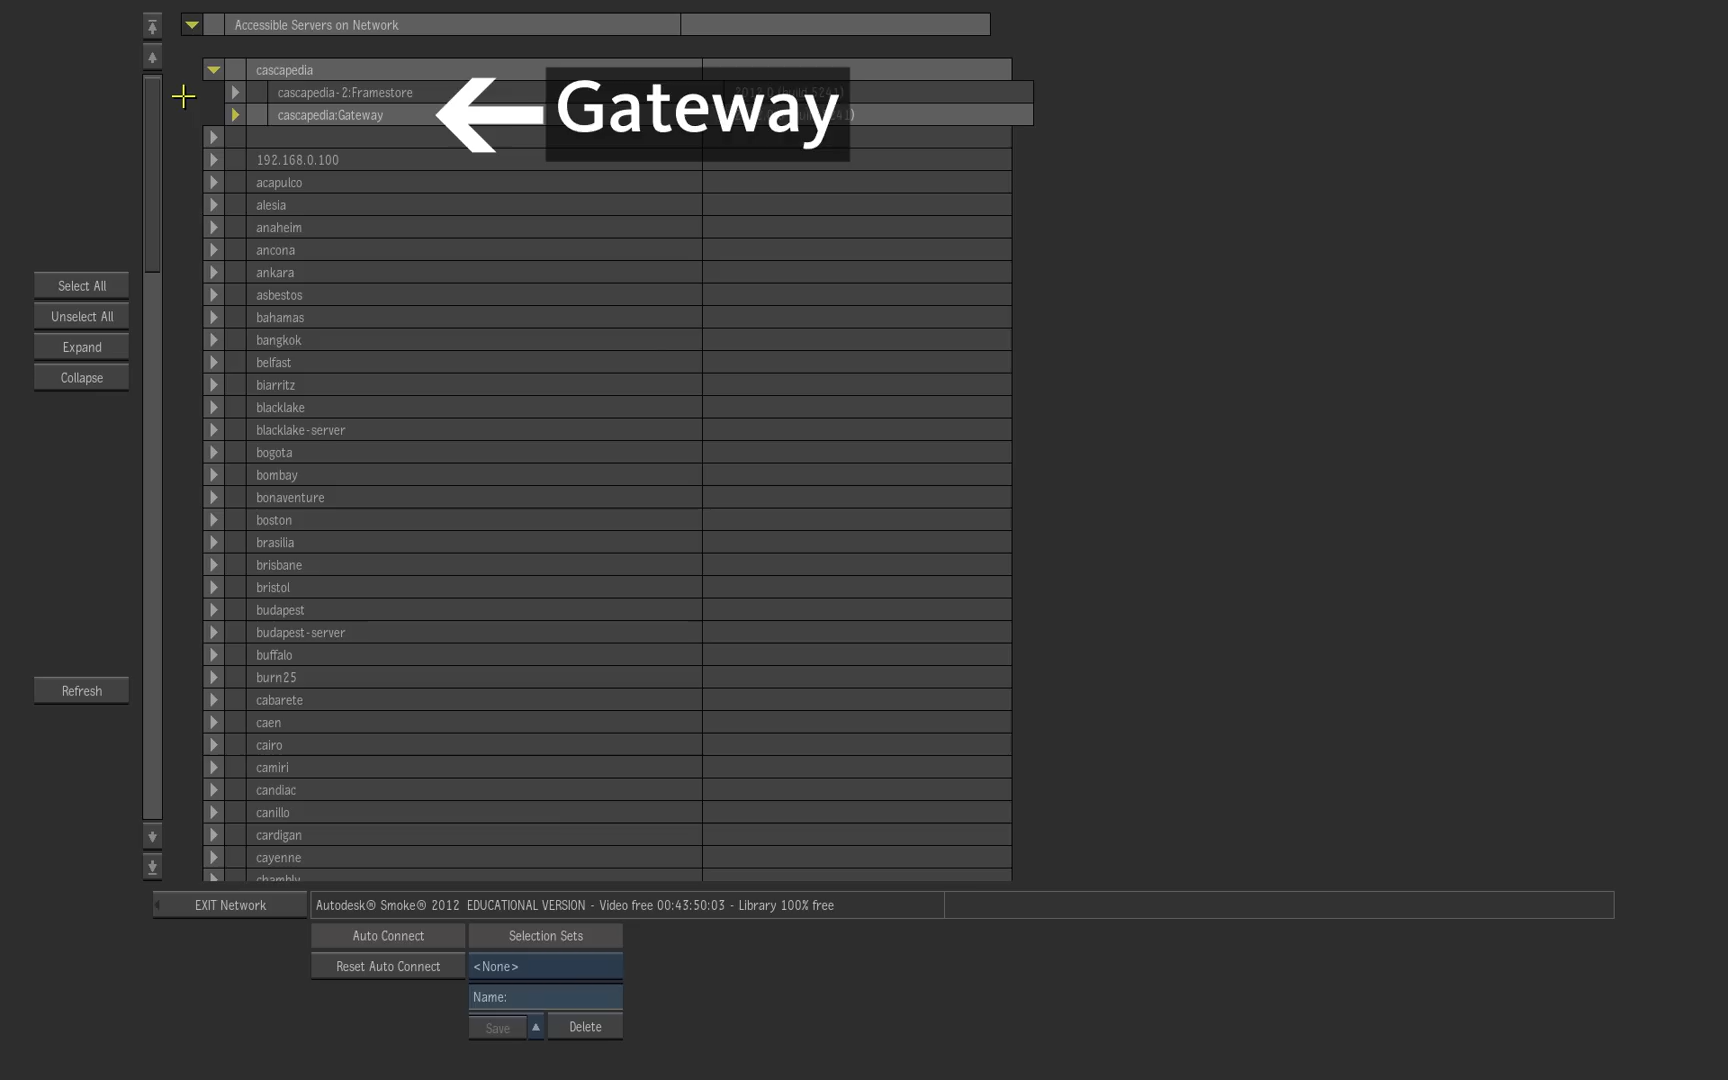 Accessible Servers on Network
cascapedia
cascapedia-2:Framestore
cascapedia:Gateway
Gateway
192.168.0.100
acapulco
alesia
anaheim
ancona
ankara
asbestos
bahamas
bangkok
belfast
biarritz
blacklake
blacklake-server
bogota
bombay
bonaventure
boston
brasilia
brisbane
bristol
budapest
budapest-server
buffalo
burn25
cabarete
caen
cairo
camiri
candiac
canillo
cardigan
cayenne
chambly
Select All
Unselect All
Expand
Collapse
Refresh
EXIT Network
Autodesk® Smoke® 2012 EDUCATIONAL VERSION - Video free 00:43:50:03 - Library 100% free
Auto Connect
Selection Sets
Reset Auto Connect
<None>
Name:
Save
Delete